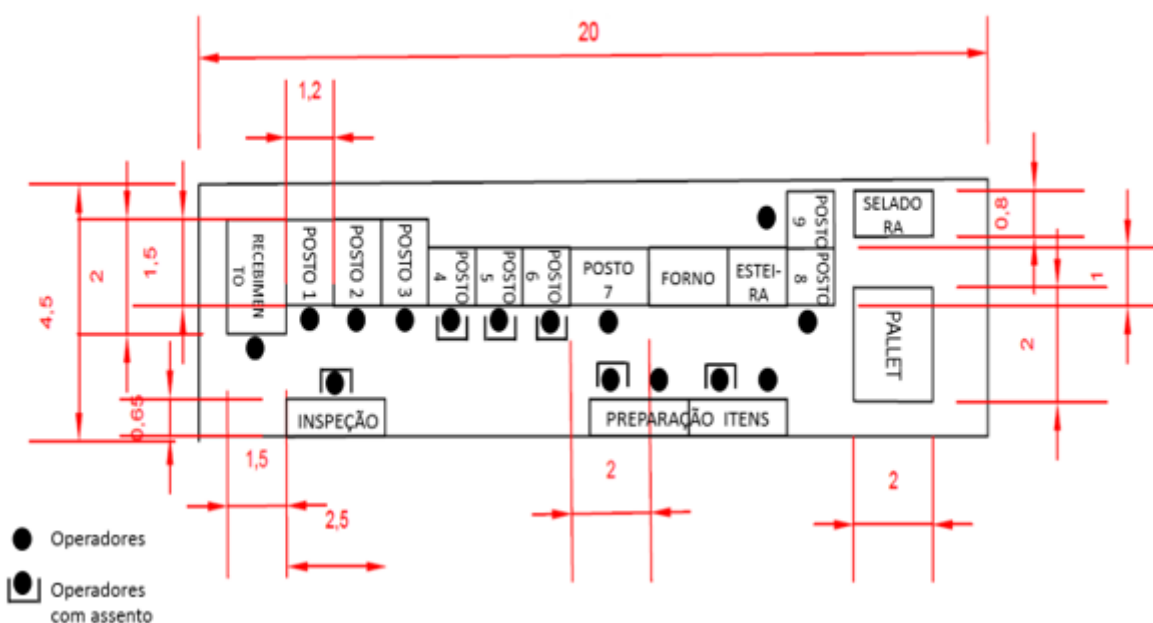 20
1,2
4,5
2
1,5
0,65
RECEBIMEN
TO
POSTO 1
POSTO 2
POSTO 3
POSTO
4
POSTO
5
POSTO
6
POSTO
7
FORNO
ESTEI-
RA
POSTO
9
POSTO
8
SELADO
RA
PALLET
0,8
1
2
INSPEÇÃO
PREPARAÇÃO ITENS
1,5
2,5
2
2
Operadores
Operadores
com assento